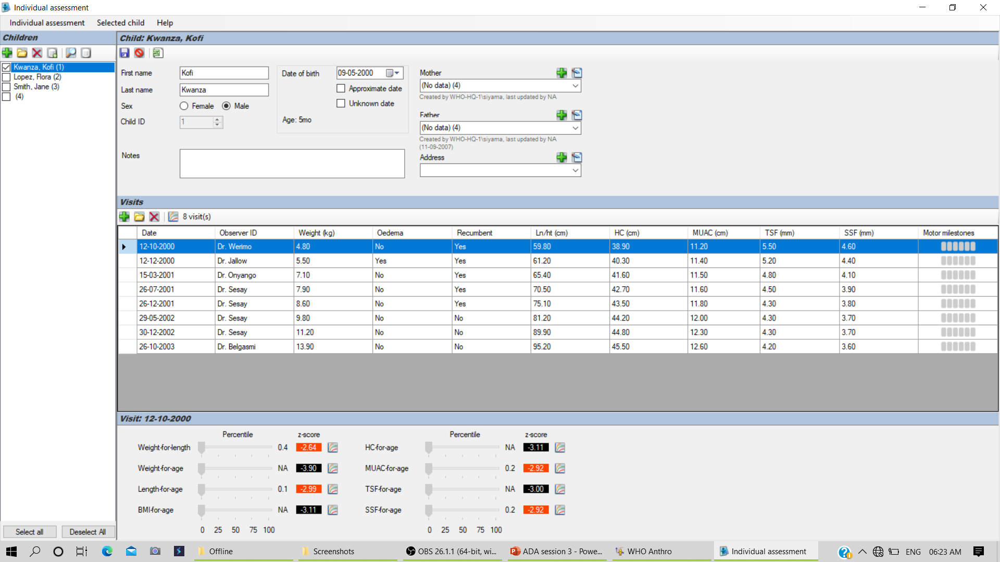 Individual assessment
Individual assessment Selected child Help
Children
Kwanza, Kofi (1)
Lopez, Flora (2)
Smith, Jane (3)
(4)
Select all Deselect All
Child: Kwanza, Kofi
First name Kofi
Last name Kwanza
Sex Female Male
Child ID 1
Date of birth 09-05-2000
Approximate date
Unknown date
Age: 5mo
Notes
Mother
(No data) (4)
Created by WHO-HQ-1\siyama, last updated by NA
Father
(No data) (4)
Created by WHO-HQ-1\siyama, last updated by NA
(11-09-2007)
Address
Visits
8 visit(s)
Date Observer ID Weight (kg) Oedema Recumbent Ln/ht (cm) HC (cm) MUAC (cm) TSF (mm) SSF (mm) Motor milestones
12-10-2000 Dr. Werimo 4.80 No Yes 59.80 38.90 11.20 5.50 4.60
12-12-2000 Dr. Jallow 5.50 Yes Yes 61.20 40.30 11.40 5.20 4.40
15-03-2001 Dr. Onyango 7.10 No Yes 65.40 41.60 11.50 4.80 4.10
26-07-2001 Dr. Sesay 7.90 No Yes 70.50 42.70 11.60 4.50 3.90
26-12-2001 Dr. Sesay 8.60 No Yes 75.10 43.50 11.80 4.30 3.80
29-05-2002 Dr. Sesay 9.80 No No 81.20 44.20 12.00 4.30 3.70
30-12-2002 Dr. Sesay 11.20 No No 89.90 44.80 12.30 4.30 3.70
26-10-2003 Dr. Belgasmi 13.90 No No 95.20 45.50 12.60 4.20 3.60
Visit: 12-10-2000
Percentile z-score
Weight-for-length 0.4 -2.64
Weight-for-age NA -3.90
Length-for-age 0.1 -2.99
BMI-for-age NA -3.11
0 25 50 75 100
Percentile z-score
HC-for-age NA -3.11
MUAC-for-age 0.2 -2.92
TSF-for-age NA -3.00
SSF-for-age 0.2 -2.92
0 25 50 75 100
Offline Screenshots OBS 26.1.1 (64-bit, wi... ADA session 3 - Powe... WHO Anthro Individual assessment ENG 06:23 AM